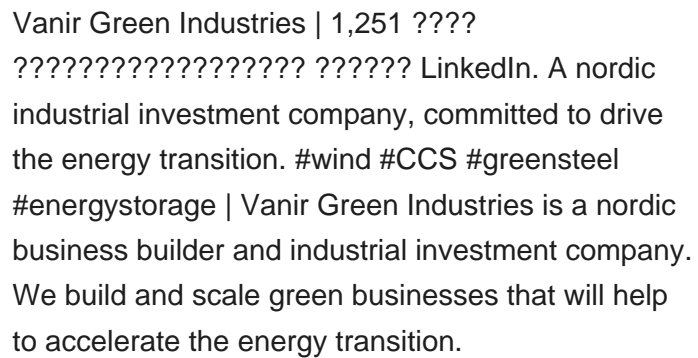 Vanir Green Industries | 1,251 ????
?????????????????? ?????? LinkedIn. A nordic
industrial investment company, committed to drive
the energy transition. #wind #CCS #greensteel
#energystorage | Vanir Green Industries is a nordic
business builder and industrial investment company.
We build and scale green businesses that will help
to accelerate the energy transition.